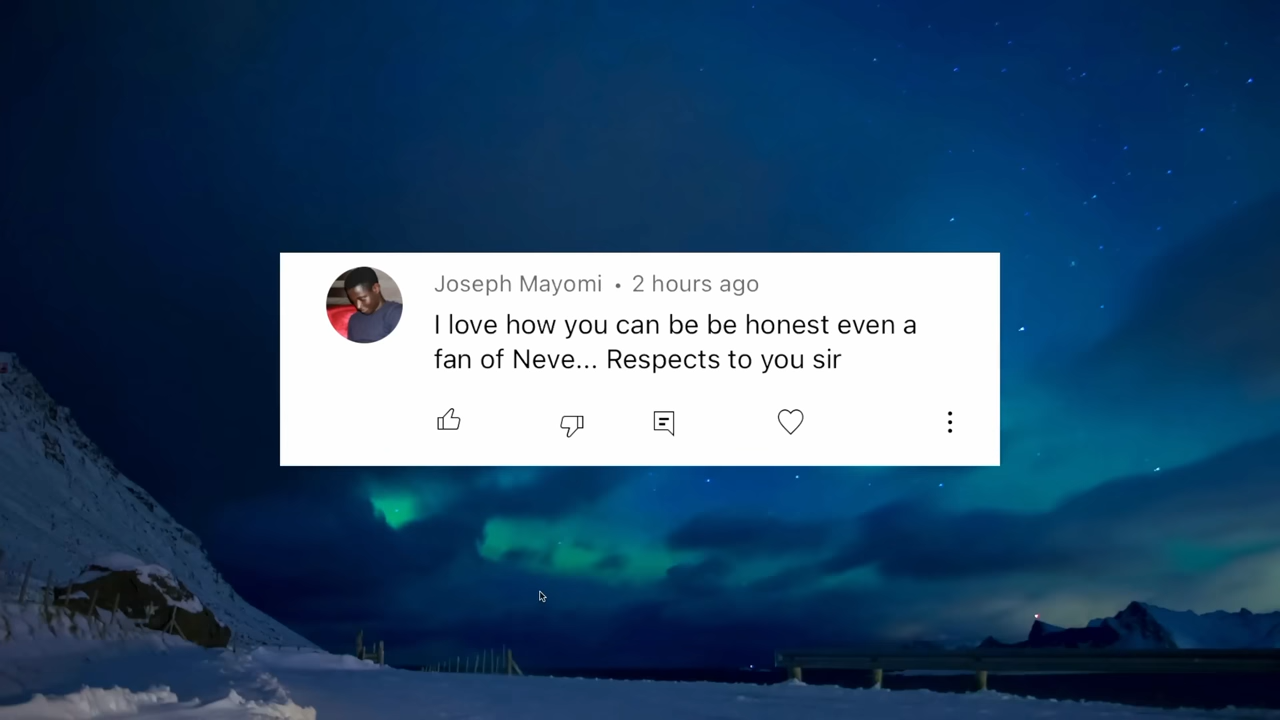 Joseph Mayomi • 2 hours ago
I love how you can be be honest even a
fan of Neve... Respects to you sir